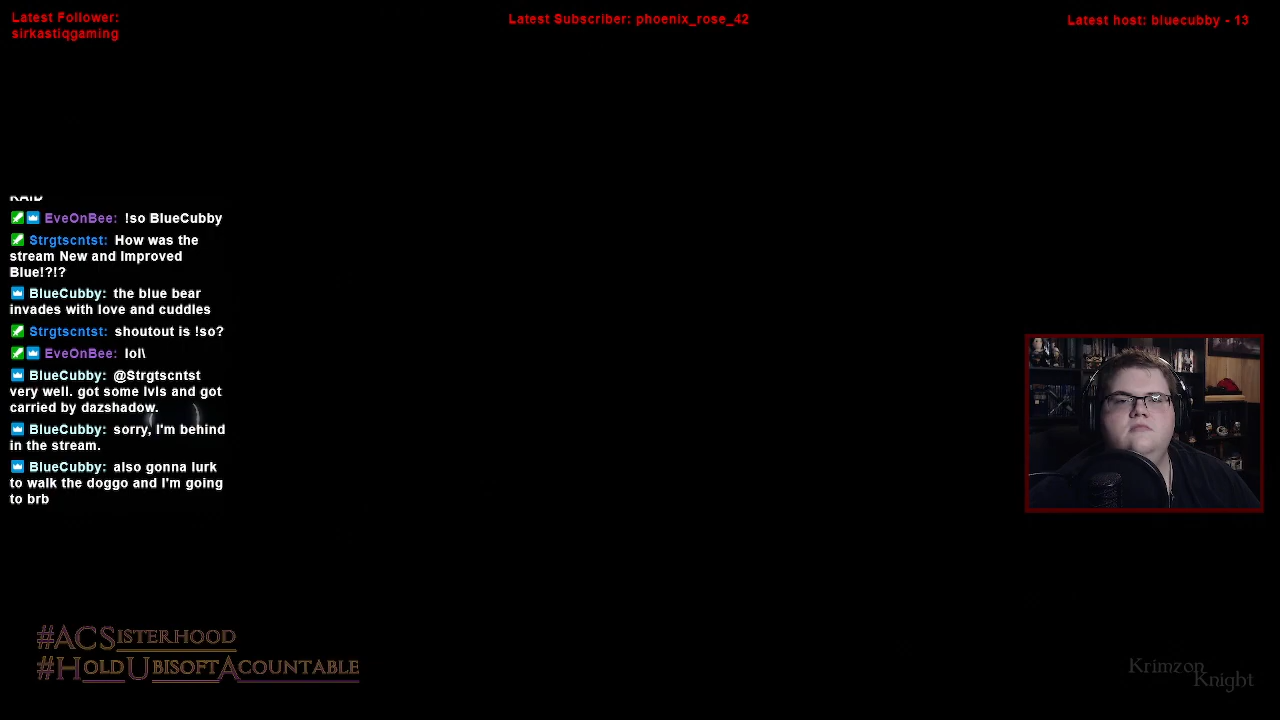 Latest Follower:
sirkastiqgaming
Latest Subscriber: phoenix_rose_42
Latest host: bluecubby - 13
RAID
EveOnBee: !so BlueCubby
Strgtscntst: How was the
stream New and Improved
Blue!?!?
BlueCubby: the blue bear
invades with love and cuddles
Strgtscntst: shoutout is !so?
EveOnBee: lol\
BlueCubby: @Strgtscntst
very well. got some lvls and got
carried by dazshadow.
BlueCubby: sorry, I'm behind
in the stream.
BlueCubby: also gonna lurk
to walk the doggo and I'm going
to brb
#ACSisterhood
#HoldUbisoftAcountable
Krimzon
Knight